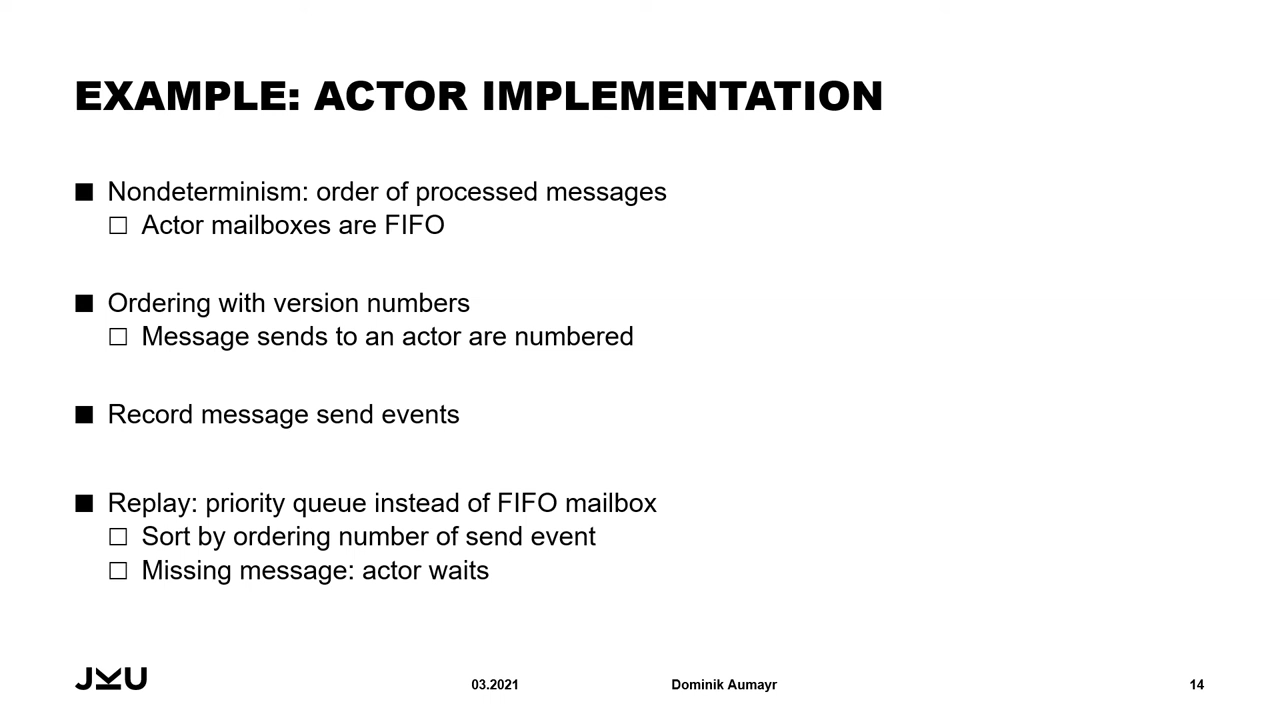 EXAMPLE: ACTOR IMPLEMENTATION
■ Nondeterminism: order of processed messages
□ Actor mailboxes are FIFO
■ Ordering with version numbers
□ Message sends to an actor are numbered
■ Record message send events
■ Replay: priority queue instead of FIFO mailbox
□ Sort by ordering number of send event
□ Missing message: actor waits
JKU
03.2021
Dominik Aumayr
14